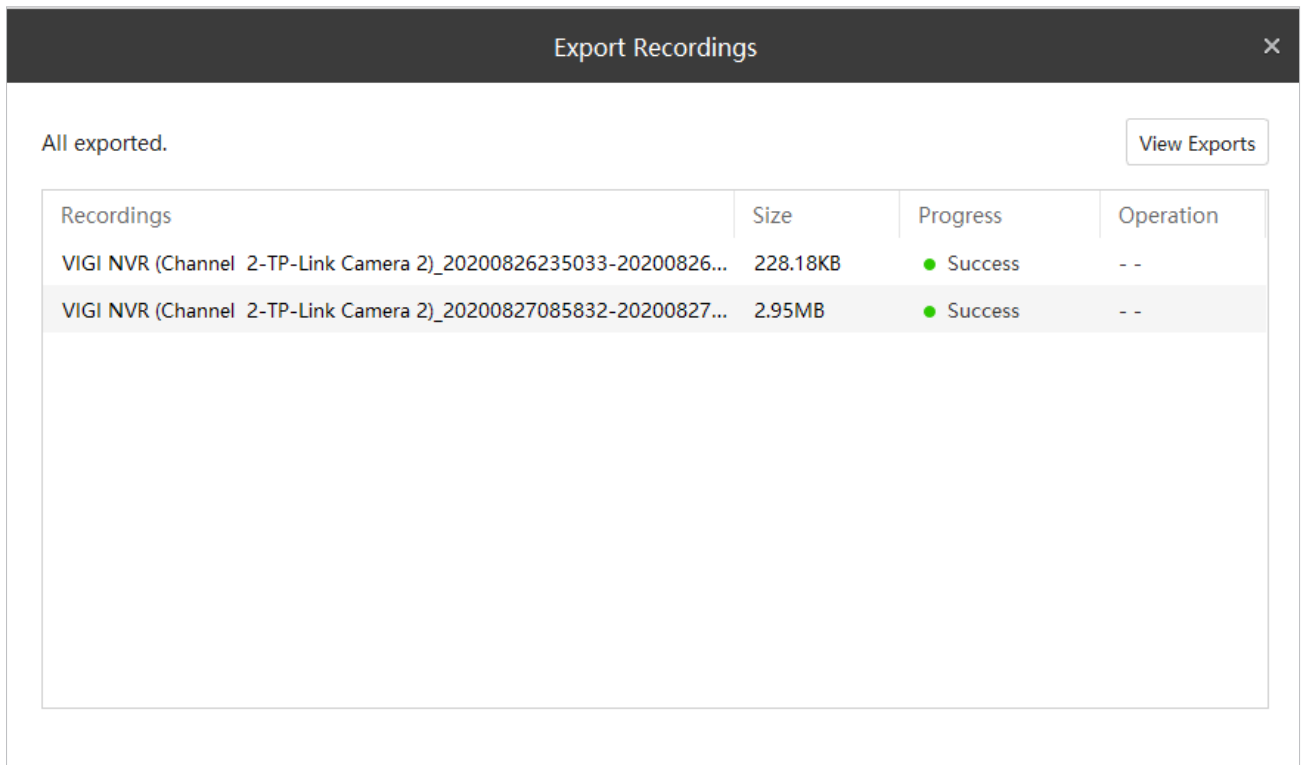 Export Recordings
All exported.
View Exports
Recordings Size Progress Operation
VIGI NVR (Channel 2-TP-Link Camera 2)_20200826235033-20200826... 228.18KB Success - -
VIGI NVR (Channel 2-TP-Link Camera 2)_20200827085832-20200827... 2.95MB Success - -